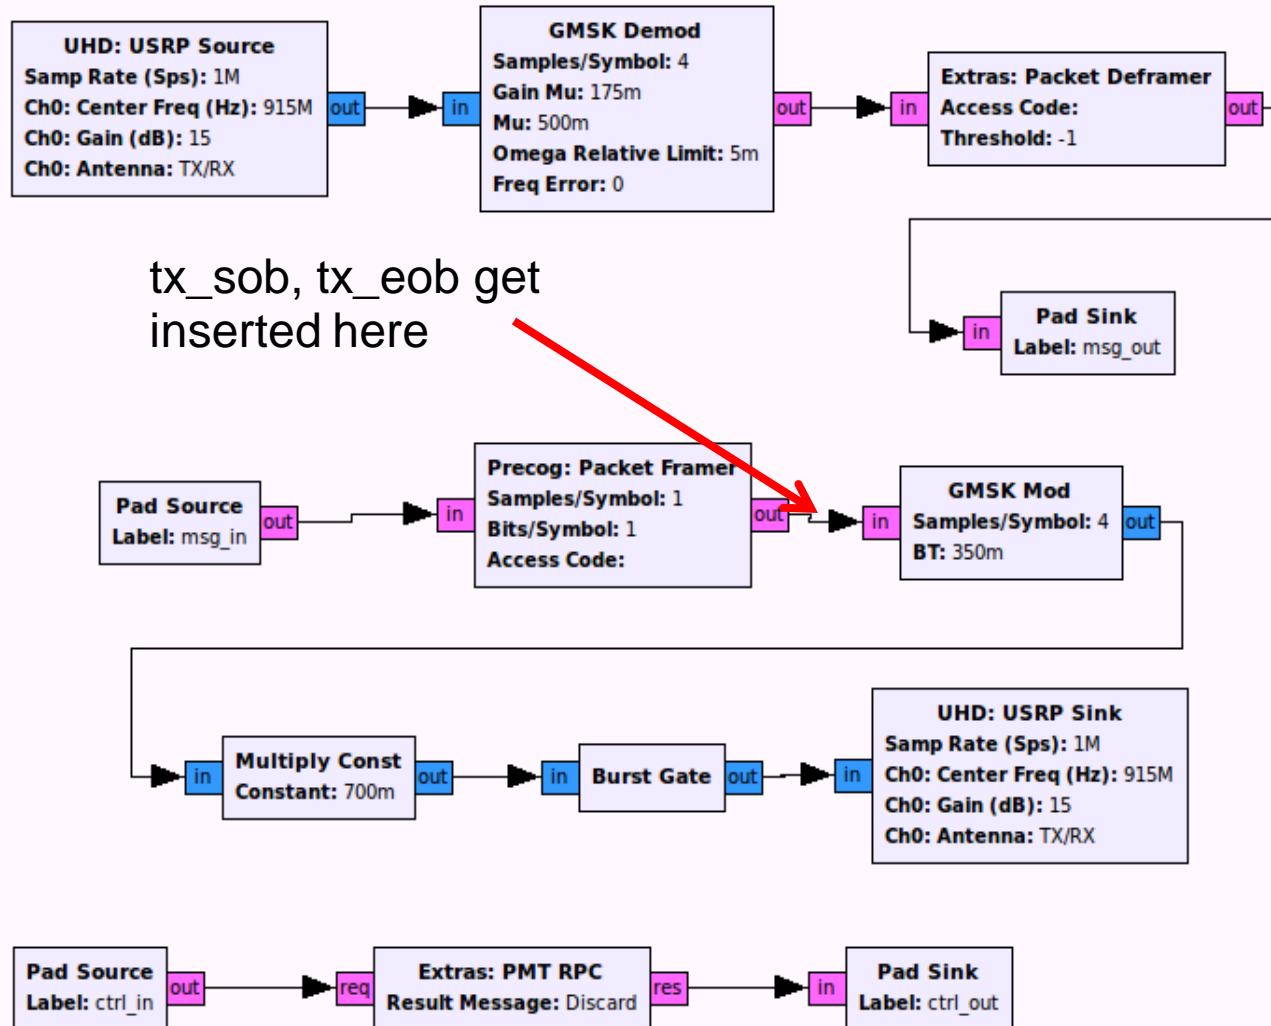 UHD: USRP Source
Samp Rate (Sps): 1M
Ch0: Center Freq (Hz): 915M
Ch0: Gain (dB): 15
Ch0: Antenna: TX/RX
out
in
GMSK Demod
Samples/Symbol: 4
Gain Mu: 175m
Mu: 500m
Omega Relative Limit: 5m
Freq Error: 0
out
in
Extras: Packet Deframer
Access Code:
Threshold: -1
out
tx_sob, tx_eob get
inserted here
in
Pad Sink
Label: msg_out
Pad Source
Label: msg_in
out
in
Precog: Packet Framer
Samples/Symbol: 1
Bits/Symbol: 1
Access Code:
out
in
GMSK Mod
Samples/Symbol: 4
BT: 350m
out
in
Multiply Const
Constant: 700m
out
in
Burst Gate
out
in
UHD: USRP Sink
Samp Rate (Sps): 1M
Ch0: Center Freq (Hz): 915M
Ch0: Gain (dB): 15
Ch0: Antenna: TX/RX
Pad Source
Label: ctrl_in
out
req
Extras: PMT RPC
Result Message: Discard
res
in
Pad Sink
Label: ctrl_out